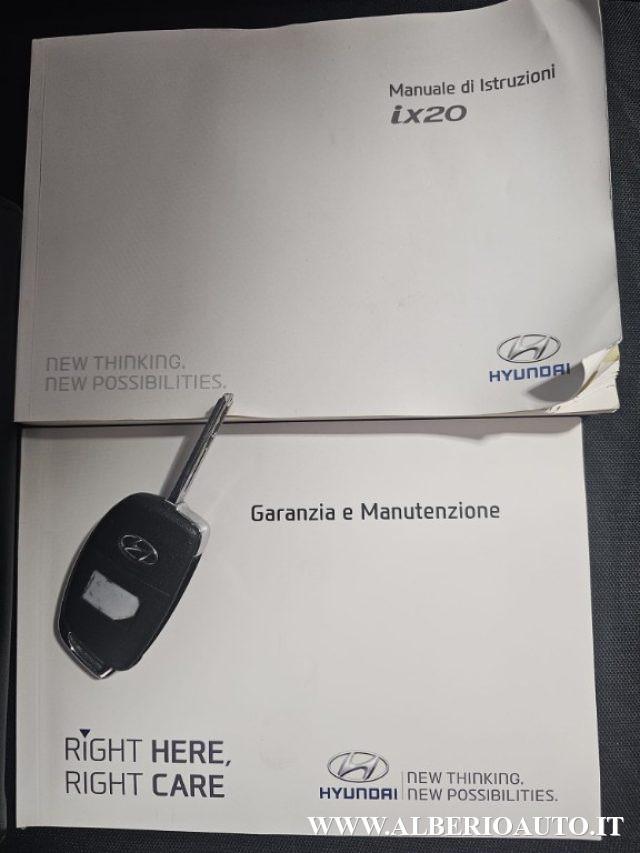 Manuale di Istruzioni
ix20
NEW THINKING.
NEW POSSIBILITIES.
HYUNDAI
Garanzia e Manutenzione
RIGHT HERE,
RIGHT CARE
HYUNDAI
NEW THINKING.
NEW POSSIBILITIES.
WWW.ALBERIOAUTO.IT